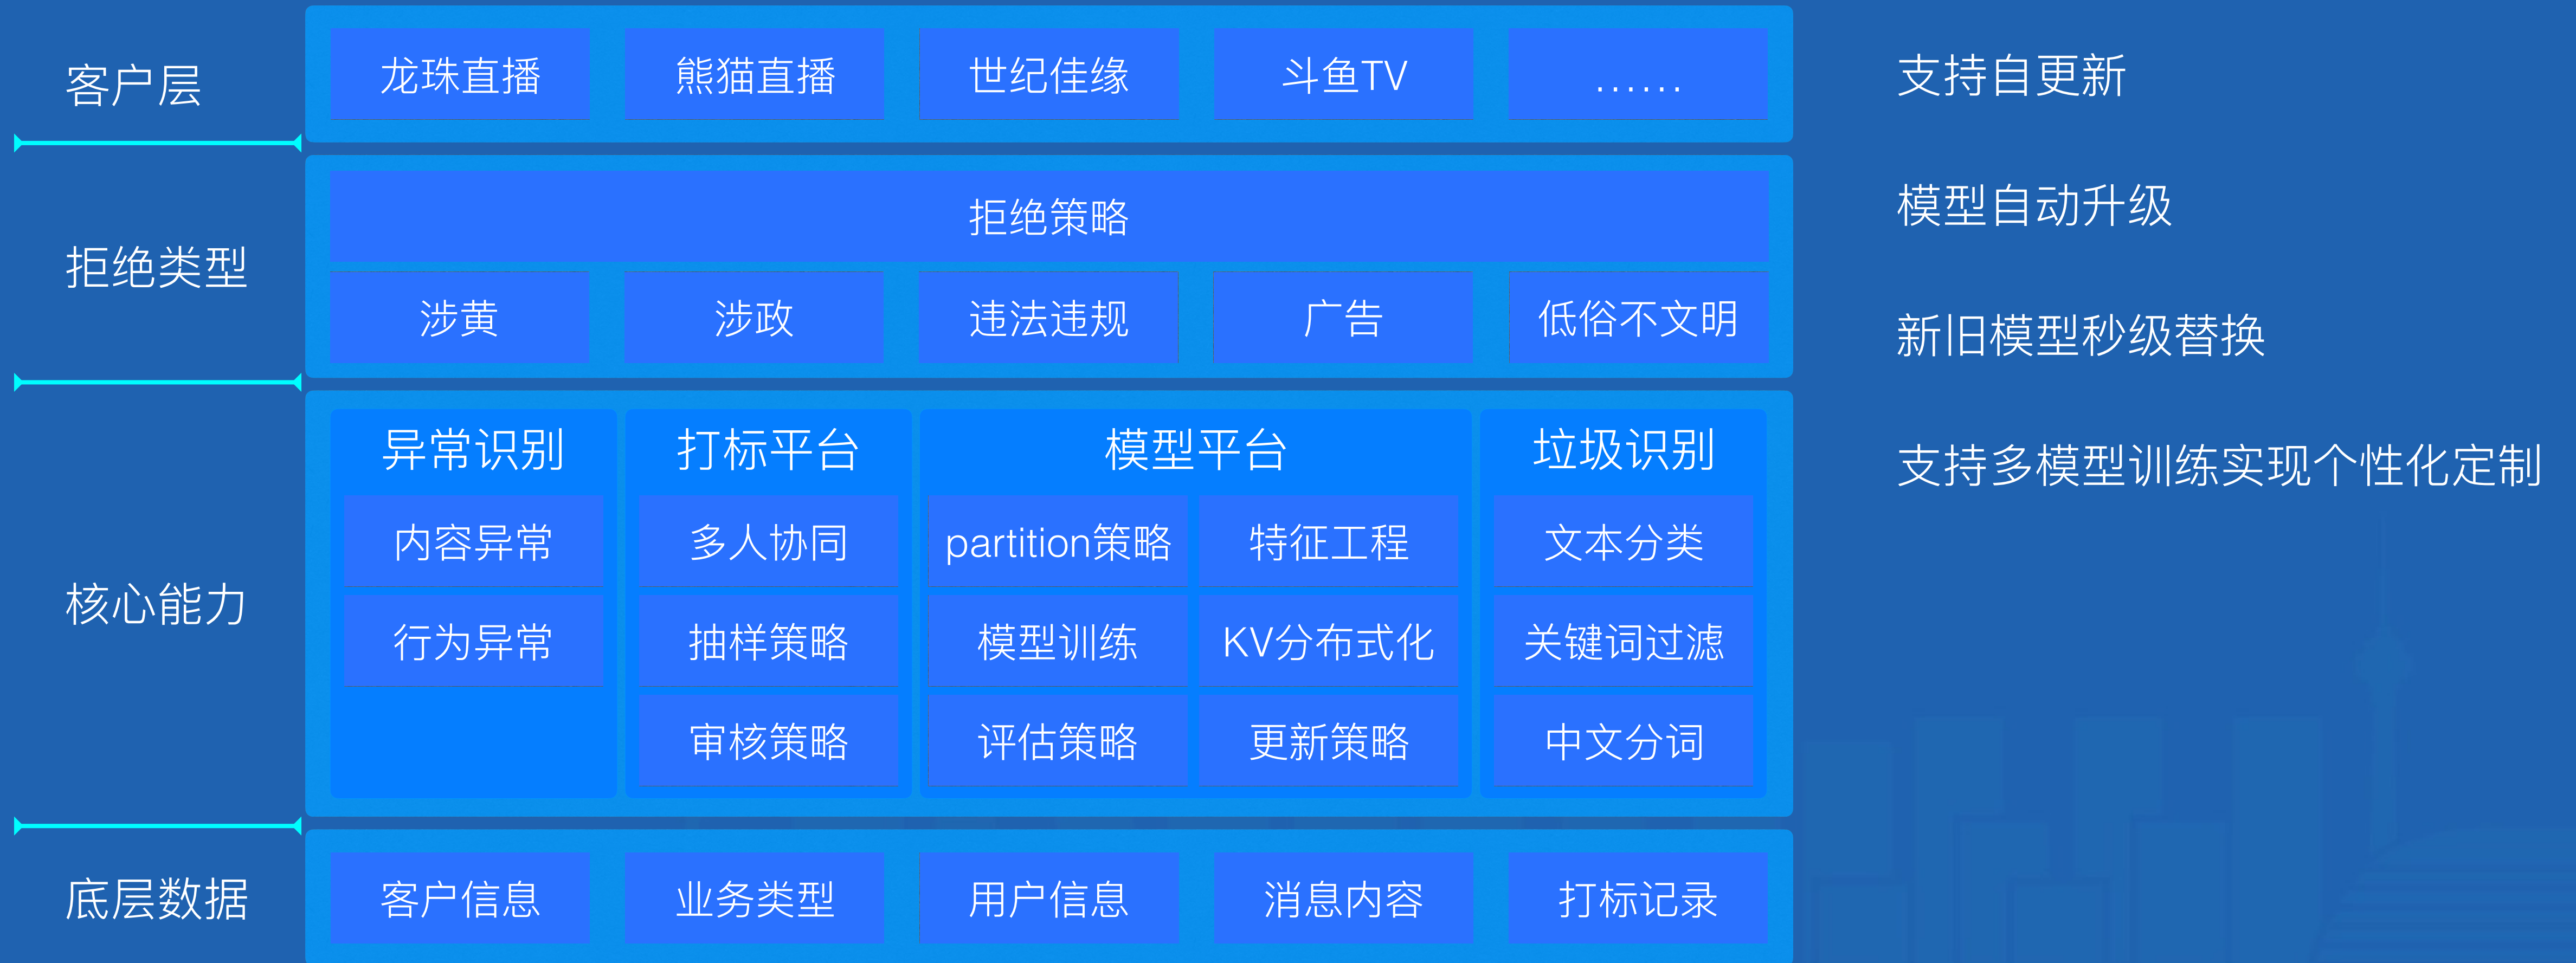 客户层
龙珠直播
熊猫直播
世纪佳缘
斗鱼TV
......
拒绝类型
拒绝策略
涉黄
涉政
违法违规
广告
低俗不文明
核心能力
异常识别
内容异常
行为异常
打标平台
多人协同
抽样策略
审核策略
模型平台
partition策略
特征工程
模型训练
KV分布式化
评估策略
更新策略
垃圾识别
文本分类
关键词过滤
中文分词
底层数据
客户信息
业务类型
用户信息
消息内容
打标记录
支持自更新
模型自动升级
新旧模型秒级替换
支持多模型训练实现个性化定制